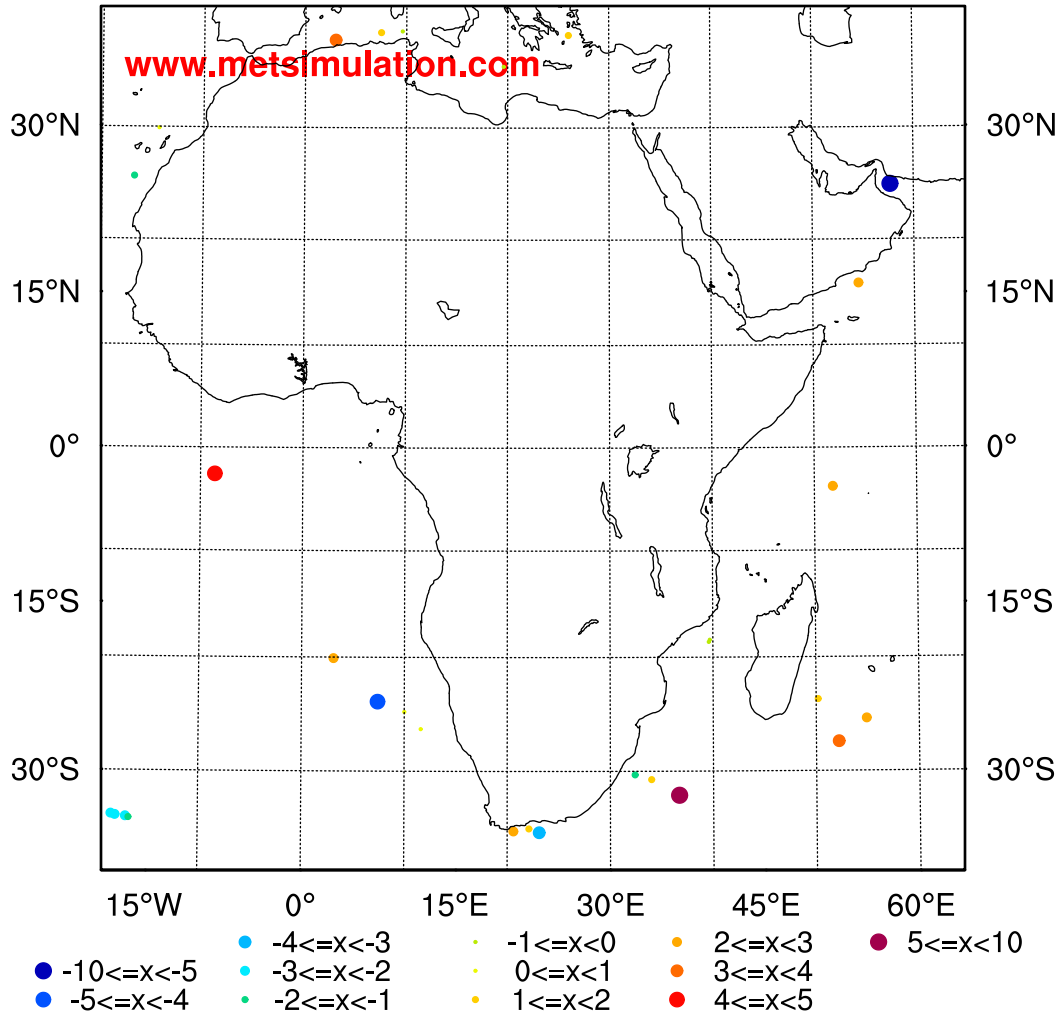 www.metsimulation.com
30°N 30°N
15°N 15°N
0° 0°
15°S 15°S
30°S 30°S
15°W 0° 15°E 30°E 45°E 60°E
-4<=x<-3 -1<=x<0 2<=x<3 5<=x<10
-10<=x<-5 -3<=x<-2 0<=x<1 3<=x<4
-5<=x<-4 -2<=x<-1 1<=x<2 4<=x<5